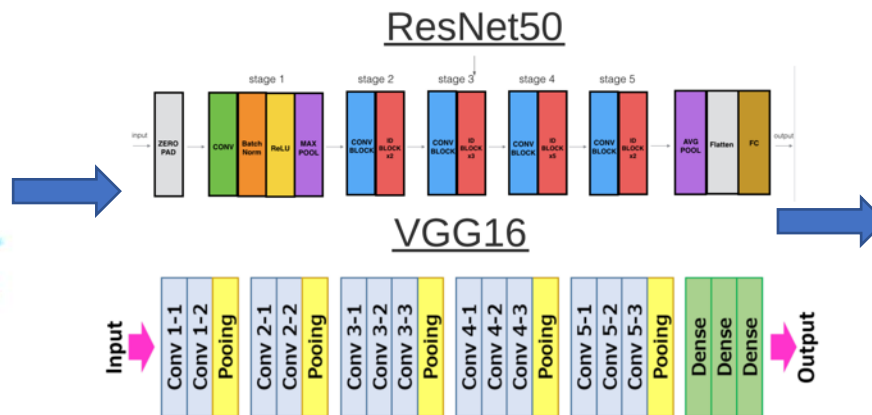 ResNet50
stage 1
stage 2
stage 3
stage 4
stage 5
input
ZERO
PAD
CONV
Batch
Norm
ReLU
MAX
POOL
CONV
BLOCK
ID
BLOCK
x2
CONV
BLOCK
ID
BLOCK
x3
CONV
BLOCK
ID
BLOCK
x5
CONV
BLOCK
ID
BLOCK
x2
AVG
POOL
Flatten
FC
output
VGG16
Input
Conv 1-1
Conv 1-2
Pooing
Conv 2-1
Conv 2-2
Pooing
Conv 3-1
Conv 3-2
Conv 3-3
Pooing
Conv 4-1
Conv 4-2
Conv 4-3
Pooing
Conv 5-1
Conv 5-2
Conv 5-3
Pooing
Dense
Dense
Dense
Output